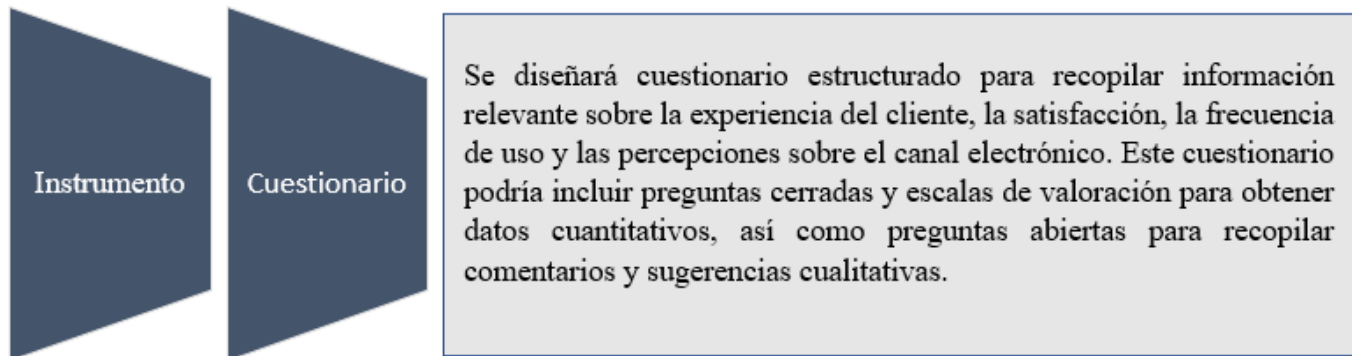 Instrumento
Cuestionario
Se diseñará cuestionario estructurado para recopilar información
relevante sobre la experiencia del cliente, la satisfacción, la frecuencia
de uso y las percepciones sobre el canal electrónico. Este cuestionario
podría incluir preguntas cerradas y escalas de valoración para obtener
datos cuantitativos, así como preguntas abiertas para recopilar
comentarios y sugerencias cualitativas.